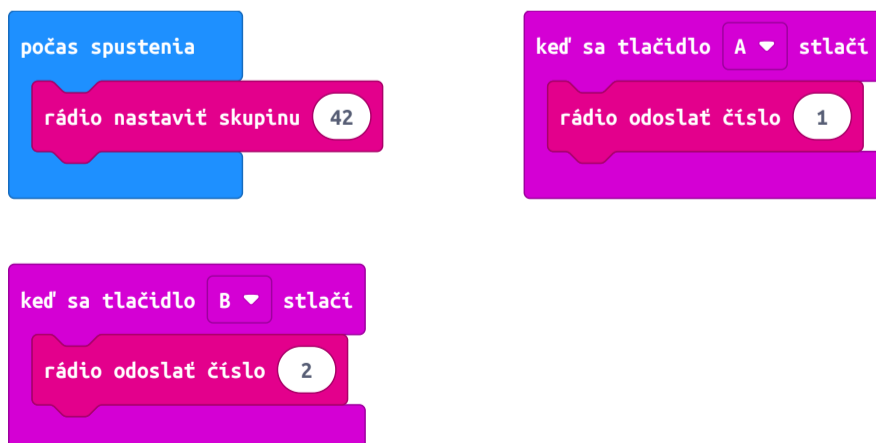 počas spustenia
rádio nastaviť skupinu 42
keď sa tlačidlo A stlačí
rádio odoslať číslo 1
keď sa tlačidlo B stlačí
rádio odoslať číslo 2